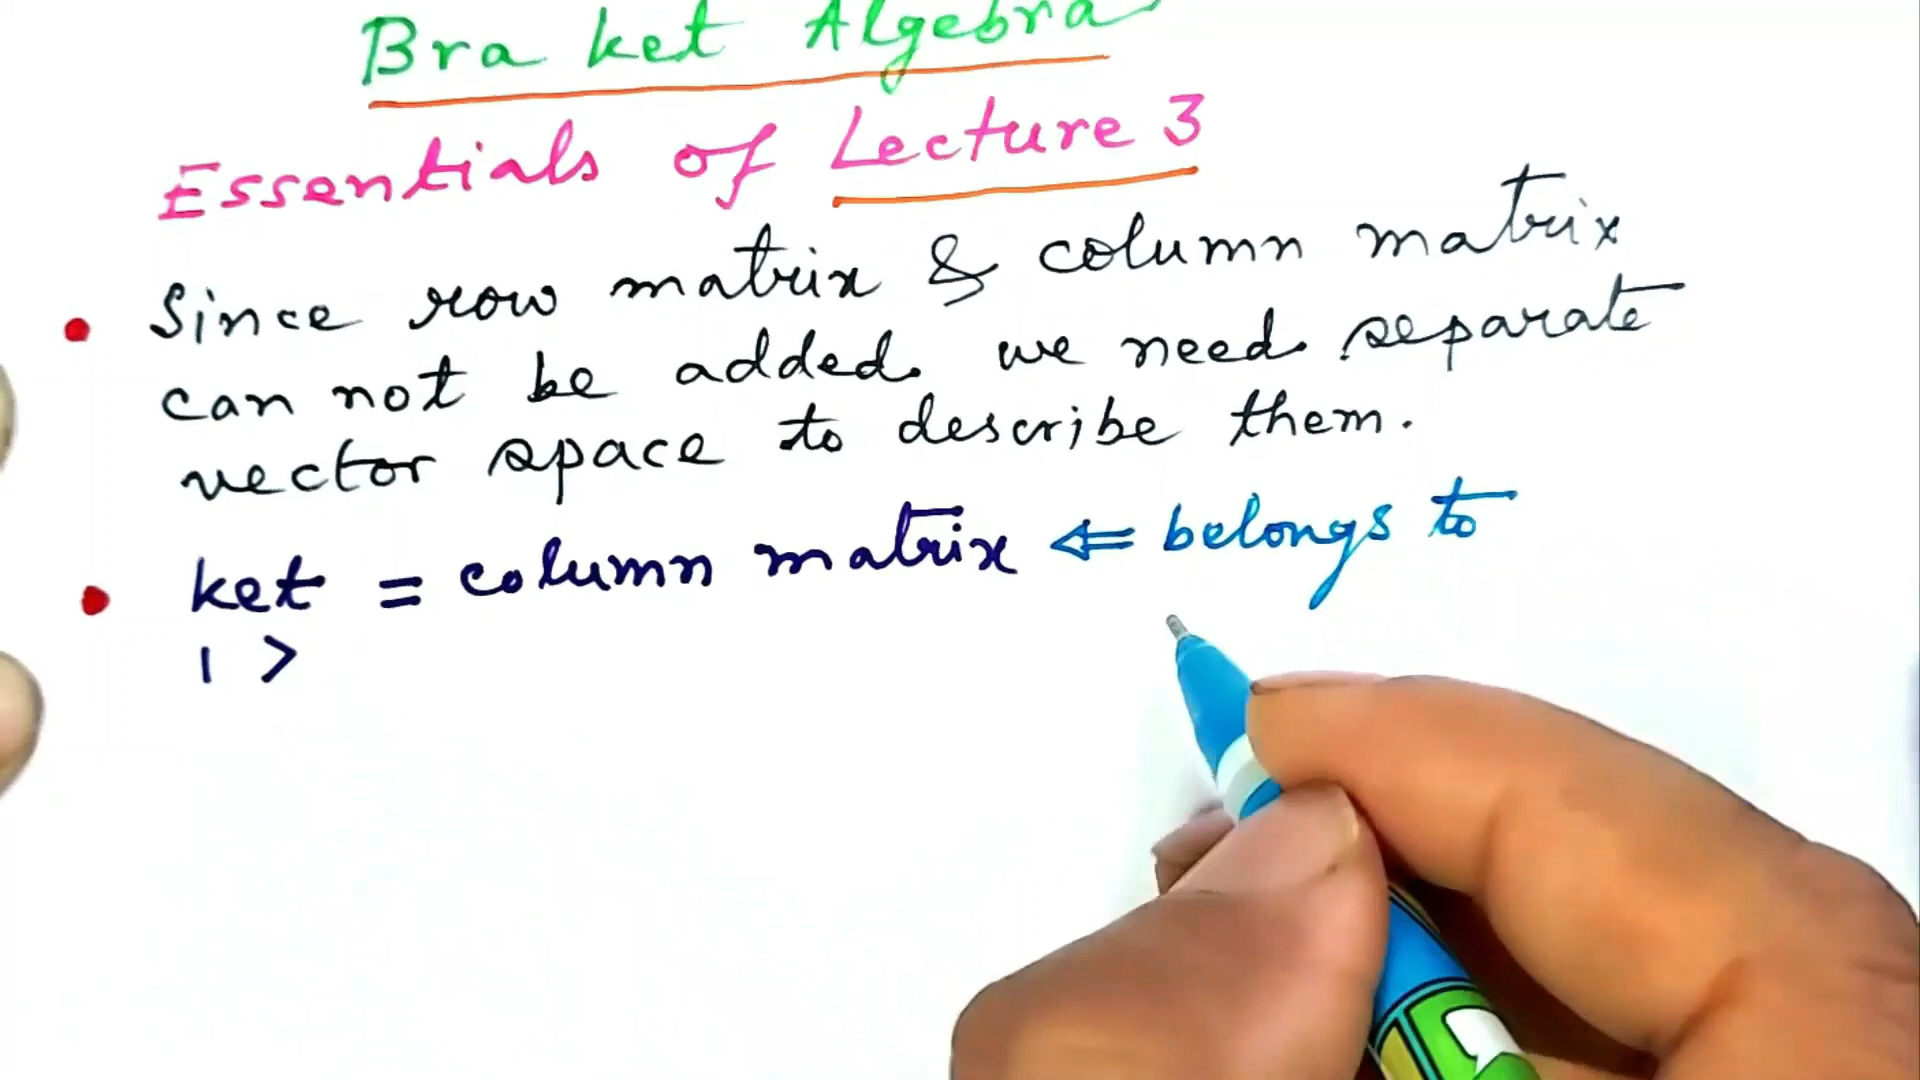 Bra ket Algebra
Essentials of Lecture 3
• Since row matrix & column matrix
can not be added. we need separate
vector space to describe them.
• ket = column matrix ⇐ belongs to
| >